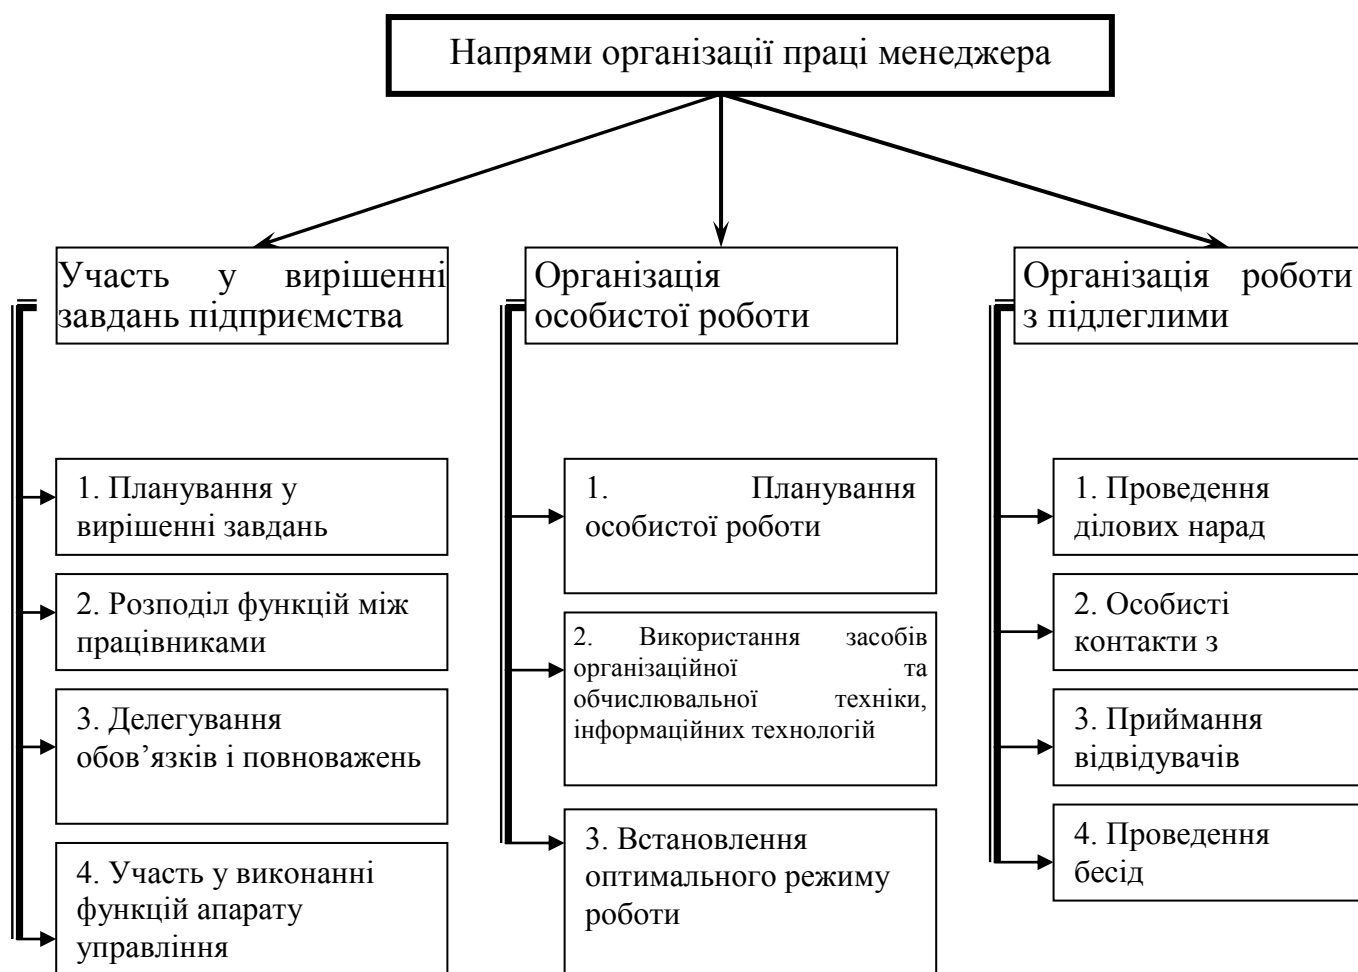 Напрями організації праці менеджера
Участь у вирішенні
завдань підприємства
1. Планування у
вирішенні завдань
2. Розподіл функцій між
працівниками
3. Делегування
обов’язків і повноважень
4. Участь у виконанні
функцій апарату
управління
Організація
особистої роботи
1. Планування
особистої роботи
2. Використання засобів
організаційної та
обчислювальної техніки,
інформаційних технологій
3. Встановлення
оптимального режиму
роботи
Організація роботи
з підлеглими
1. Проведення
ділових нарад
2. Особисті
контакти з
3. Приймання
відвідувачів
4. Проведення
бесід